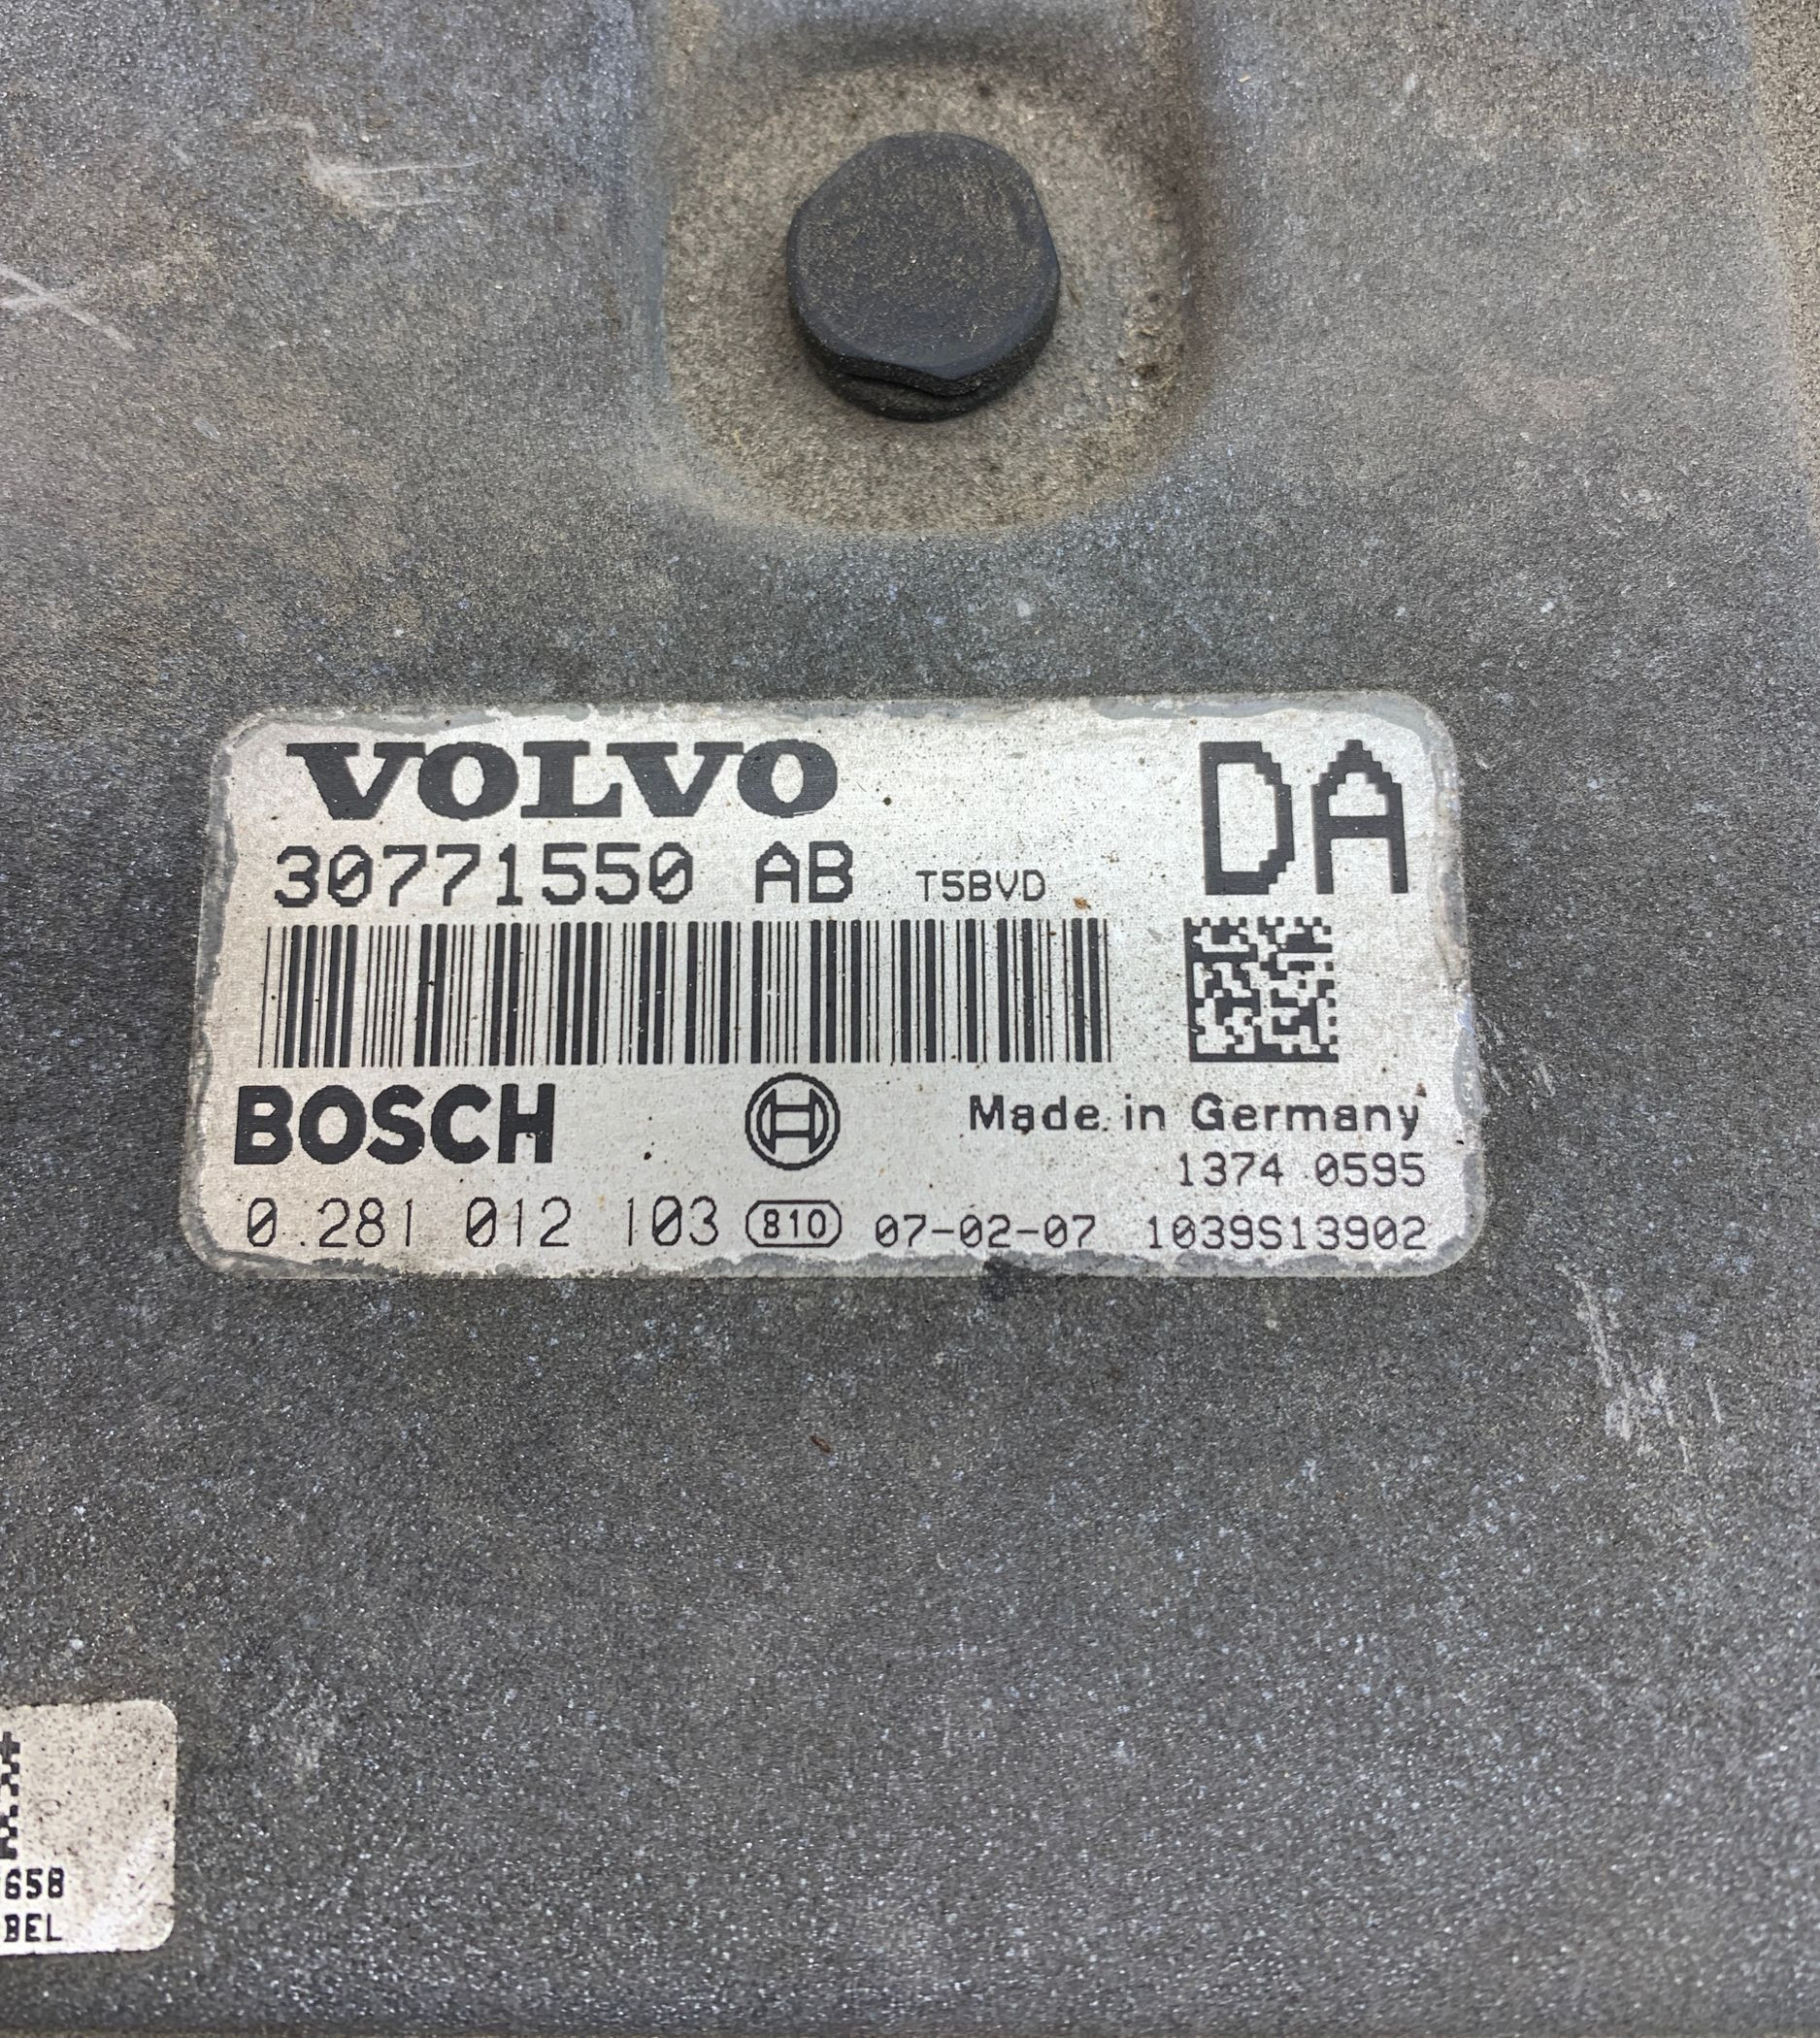 VOLVO
DA
30771550 AB T5BVD
BOSCH
Made in Germany
1374 0595
0 281 012 103 810 07-02-07 1039S13902
658
BEL